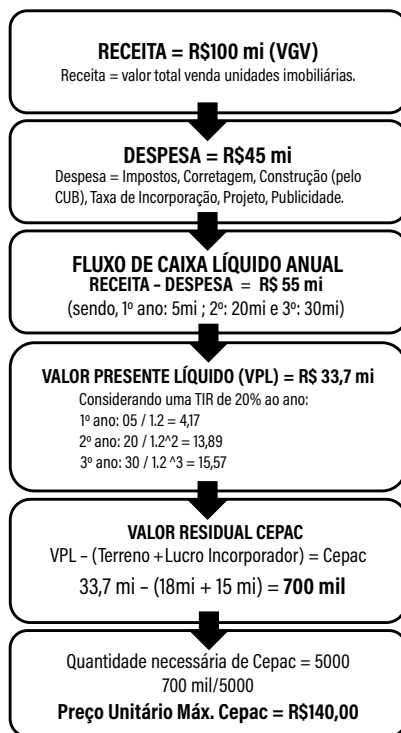 RECEITA = R$100 mi (VGV)
Receita = valor total venda unidades imobiliárias.
DESPESA = R$45 mi
Despesa = Impostos, Corretagem, Construção (pelo
CUB), Taxa de Incorporação, Projeto, Publicidade.
FLUXO DE CAIXA LÍQUIDO ANUAL
RECEITA - DESPESA = R$ 55 mi
(sendo, 1º ano: 5mi ; 2º: 20mi e 3º: 30mi)
VALOR PRESENTE LÍQUIDO (VPL) = R$ 33,7 mi
Considerando uma TIR de 20% ao ano:
1º ano: 05 / 1.2 = 4,17
2º ano: 20 / 1.2^2 = 13,89
3º ano: 30 / 1.2 ^3 = 15,57
VALOR RESIDUAL CEPAC
VPL – (Terreno +Lucro Incorporador) = Cepac
33,7 mi – (18mi + 15 mi) = 700 mil
Quantidade necessária de Cepac = 5000
700 mil/5000
Preço Unitário Máx. Cepac = R$140,00